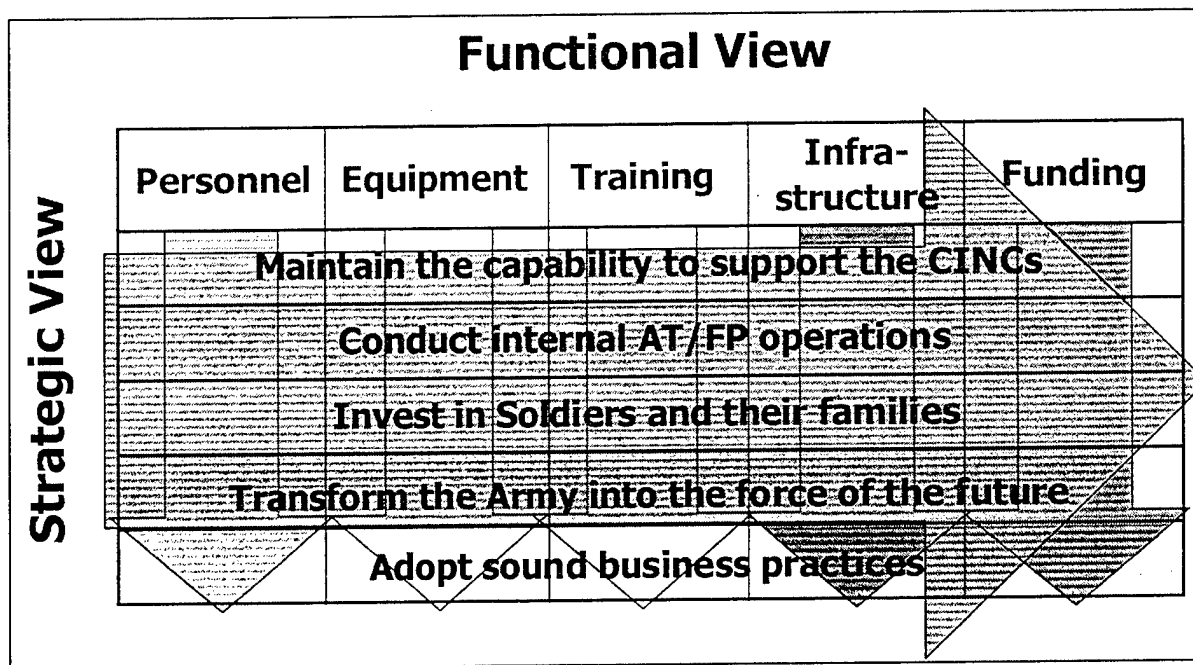 Functional View
Strategic View
Personnel
Equipment
Training
Infra-
structure
Funding
Maintain the capability to support the CINCs
Conduct internal AT/FP operations
Invest in Soldiers and their families
Transform the Army into the force of the future
Adopt sound business practices